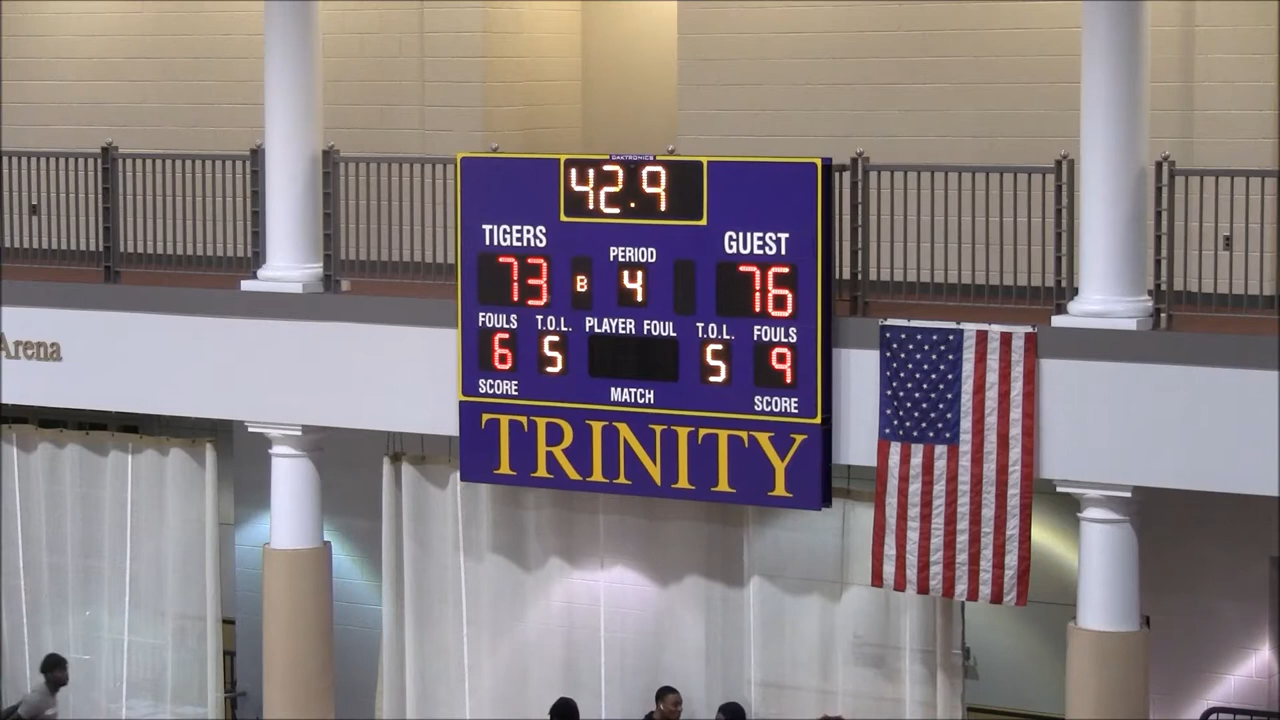 DAKTRONICS
42.9
TIGERS
GUEST
PERIOD
73
B
4
76
FOULS T.O.L. PLAYER FOUL T.O.L. FOULS
6
5
5
9
SCORE
MATCH
SCORE
TRINITY
Arena